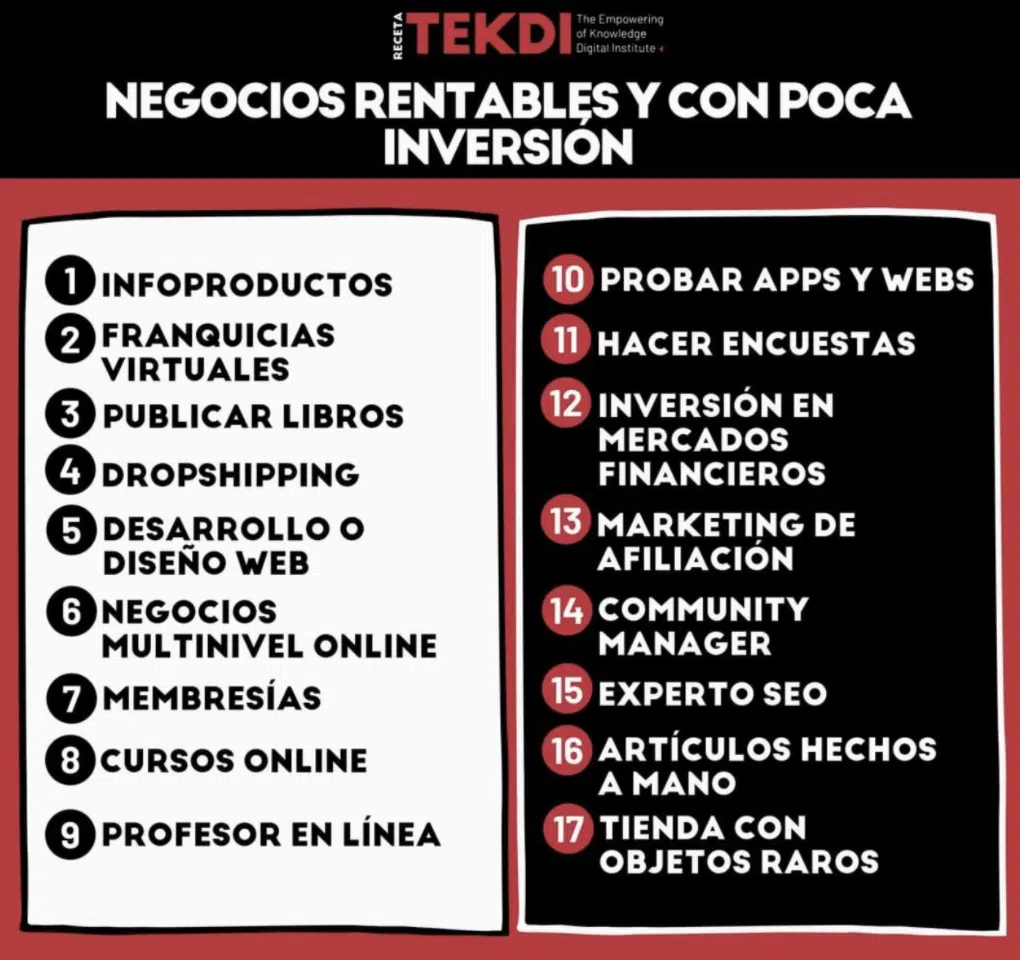 RECETA
TEKDI
The Empowering
of Knowledge
Digital Institute
NEGOCIOS RENTABLES Y CON POCA
INVERSIÓN
1 INFOPRODUCTOS
2 FRANQUICIAS
VIRTUALES
3 PUBLICAR LIBROS
4 DROPSHIPPING
5 DESARROLLO O
DISEÑO WEB
6 NEGOCIOS
MULTINIVEL ONLINE
7 MEMBRESÍAS
8 CURSOS ONLINE
9 PROFESOR EN LÍNEA
10 PROBAR APPS Y WEBS
11 HACER ENCUESTAS
12 INVERSIÓN EN
MERCADOS
FINANCIEROS
13 MARKETING DE
AFILIACIÓN
14 COMMUNITY
MANAGER
15 EXPERTO SEO
16 ARTÍCULOS HECHOS
A MANO
17 TIENDA CON
OBJETOS RAROS